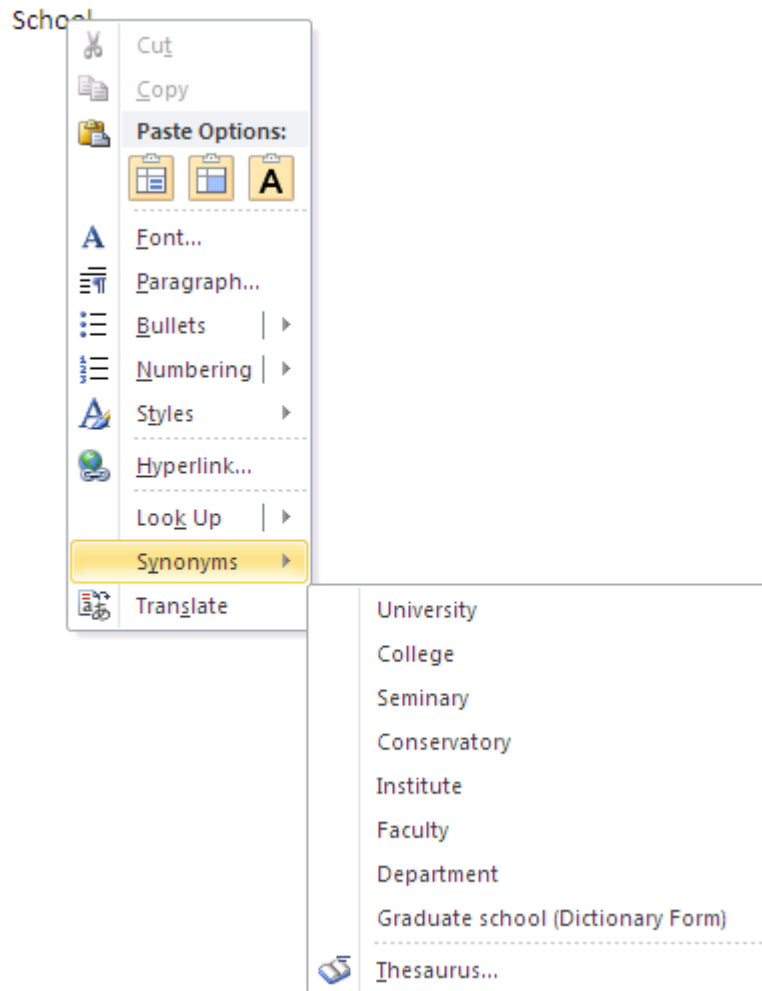 School
Cut
Copy
Paste Options:
A
Font...
Paragraph...
Bullets
Numbering
Styles
Hyperlink...
Look Up
Synonyms
Translate
University
College
Seminary
Conservatory
Institute
Faculty
Department
Graduate school (Dictionary Form)
Thesaurus...